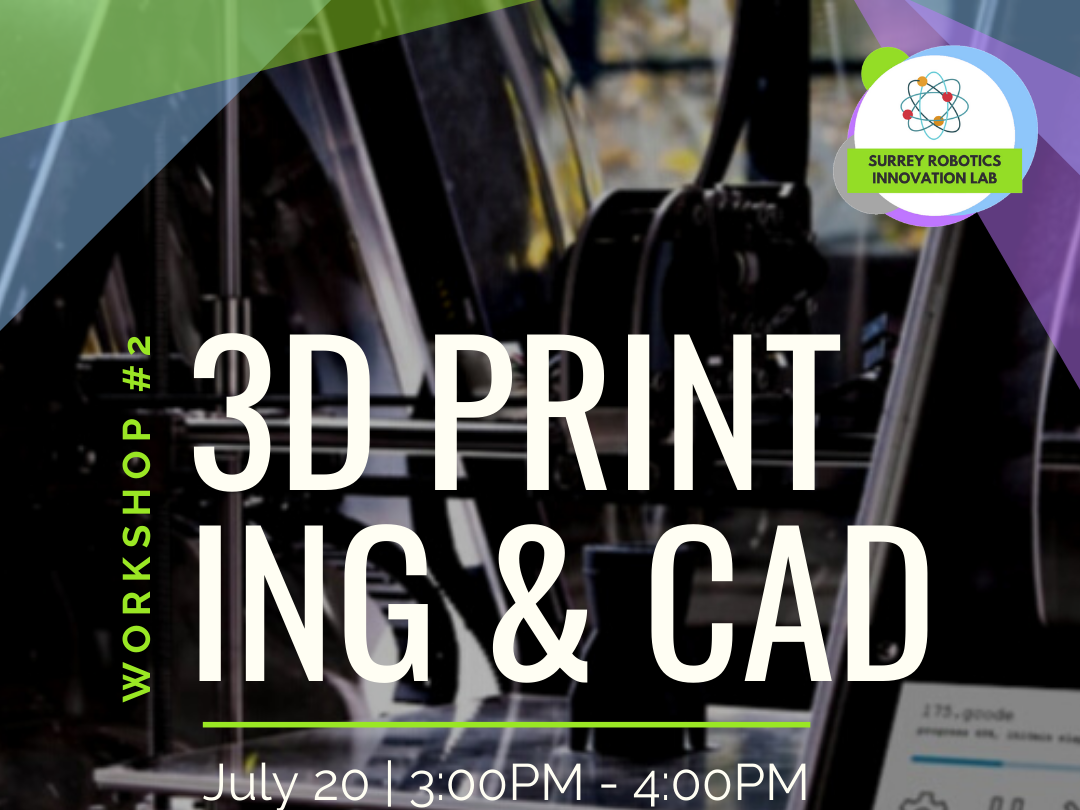 SURREY ROBOTICS
INNOVATION LAB
WORKSHOP #2
3D PRINT
ING & CAD
July 20 | 3:00PM - 4:00PM
175.gcode